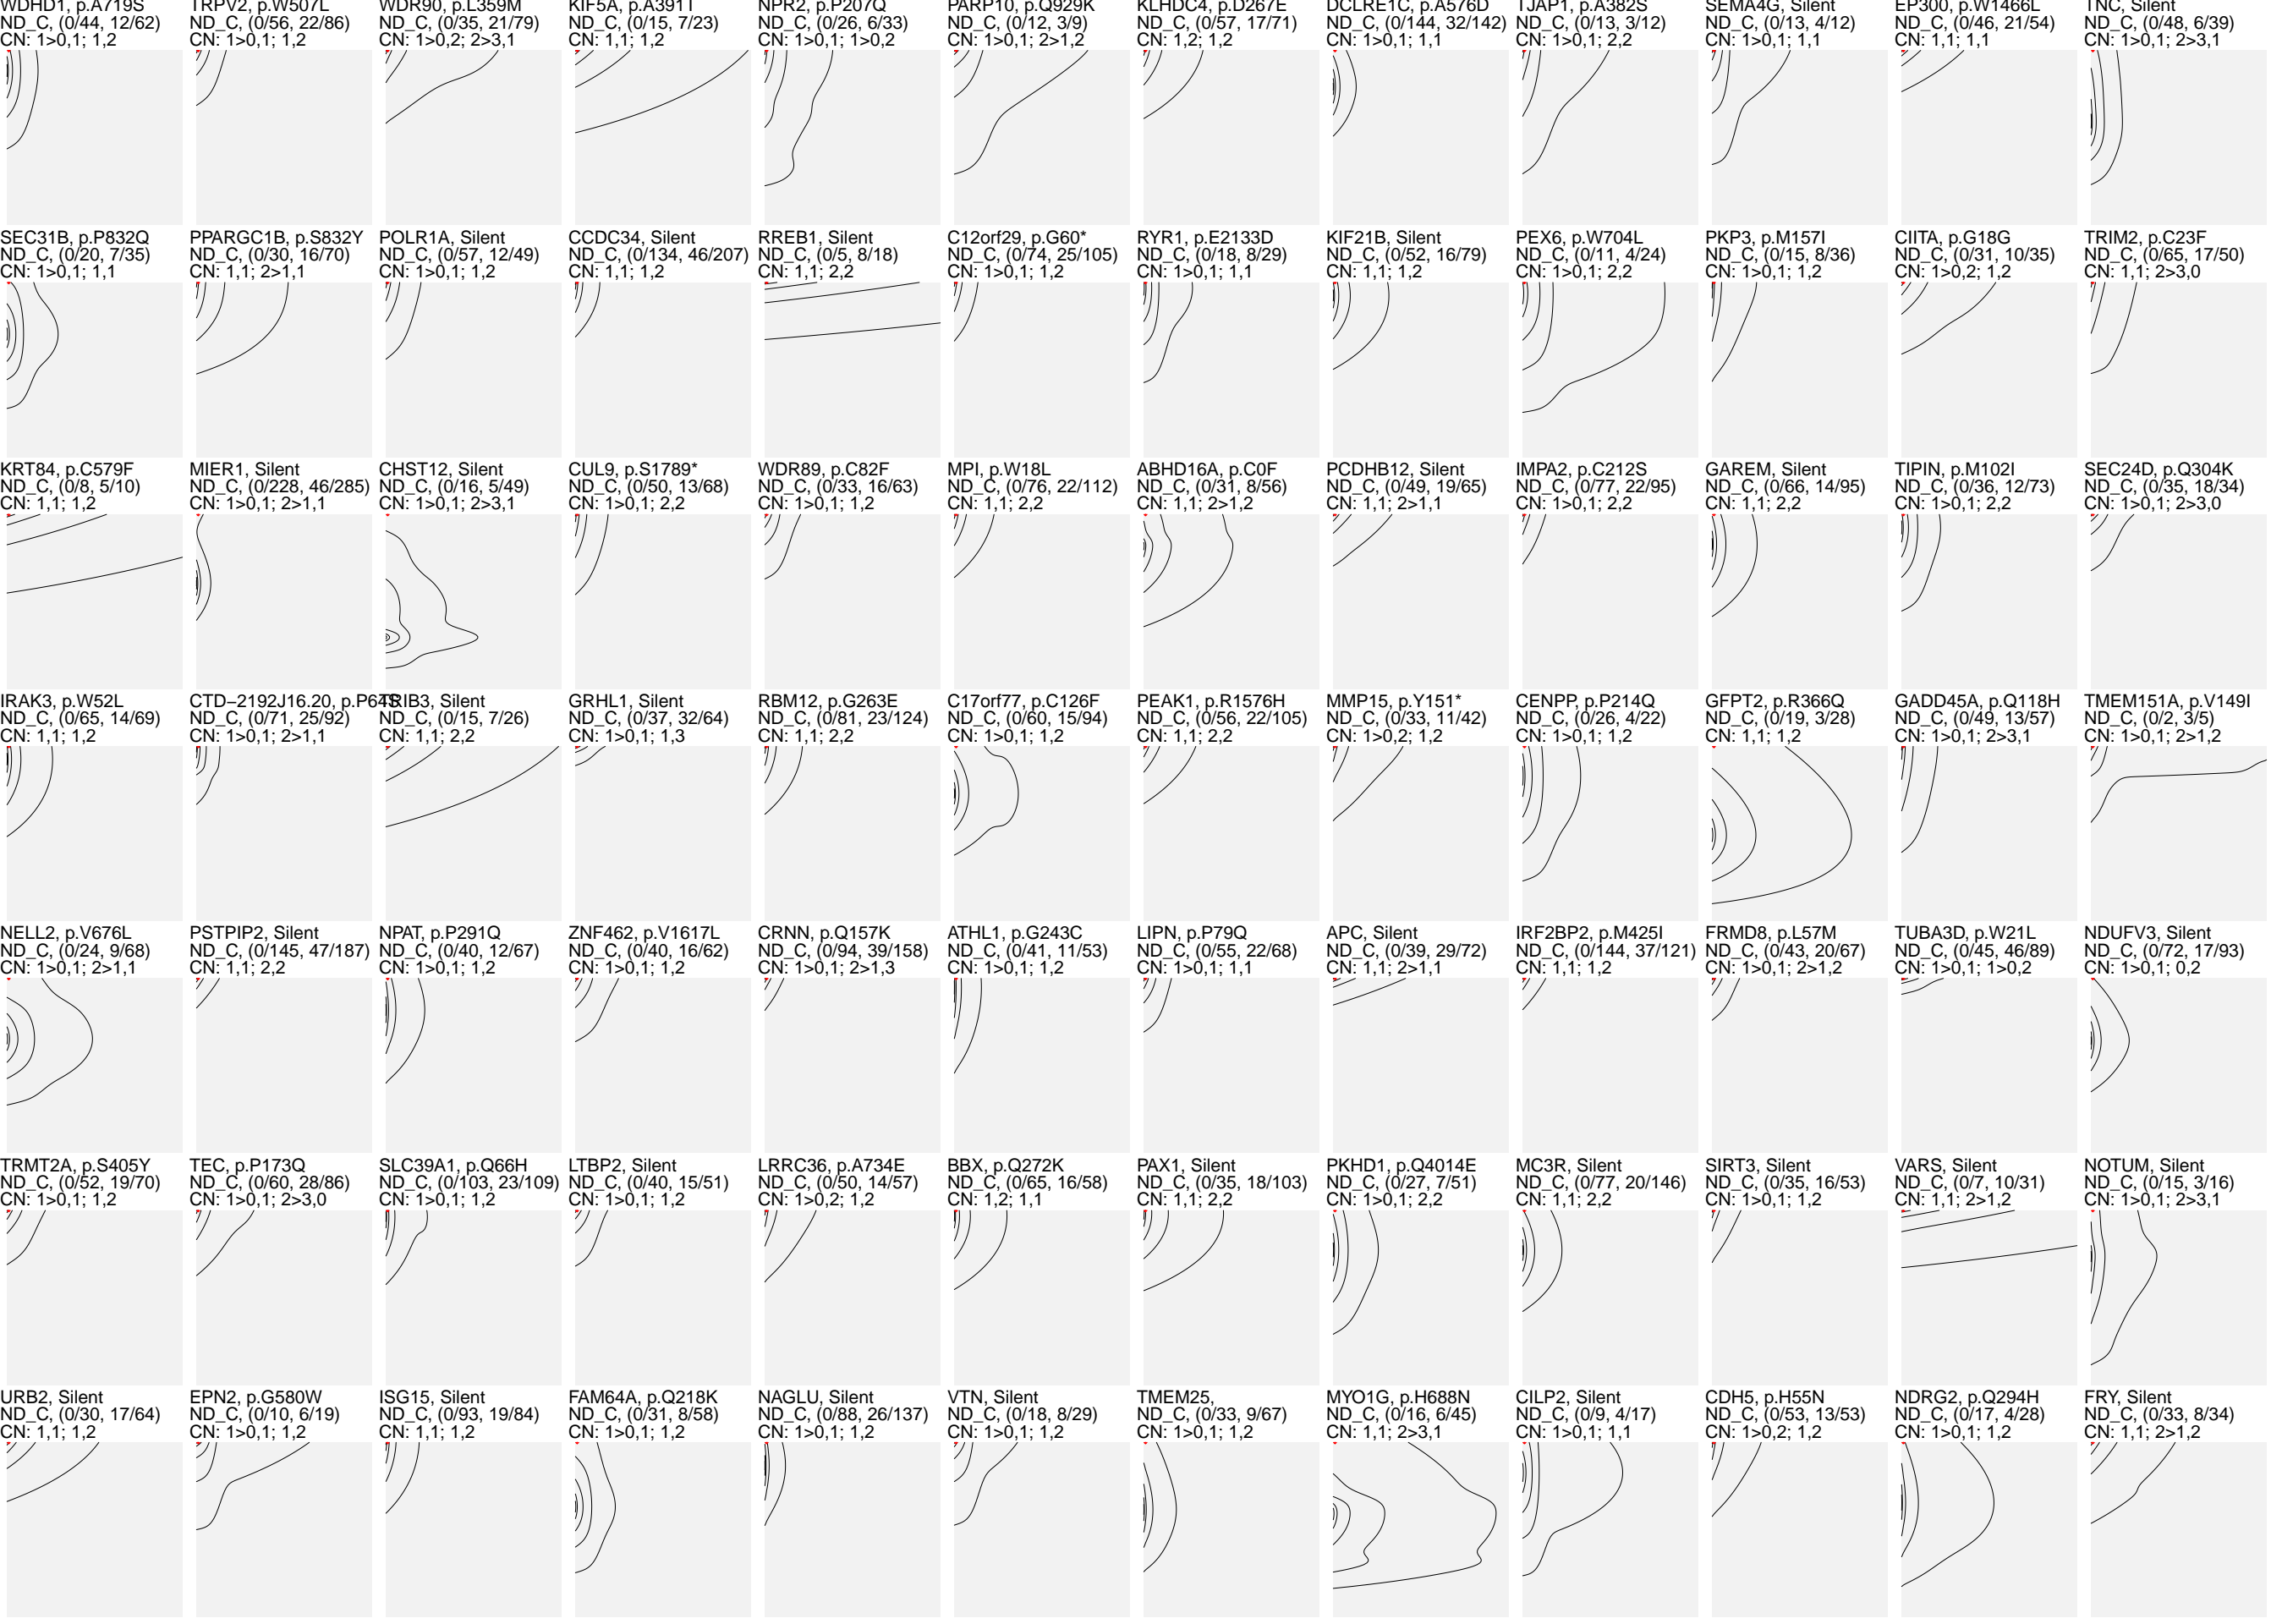 WDHD1, p.A719S TRPV2, p.W507L WDR90, p.L359M KIF5A, p.A391T NPR2, p.P207Q PARP10, p.Q929K KLHDC4, p.D267E DCLRE1C, p.A576D TJAP1, p.A382S SEMA4G, Silent EP300, p.W1466L TNC, Silent
ND_C, (0/44, 12/62) ND_C, (0/56, 22/86) ND_C, (0/35, 21/79) ND_C, (0/15, 7/23) ND_C, (0/26, 6/33) ND_C, (0/12, 3/9) ND_C, (0/57, 17/71) ND_C, (0/144, 32/142) ND_C, (0/13, 3/12) ND_C, (0/13, 4/12) ND_C, (0/46, 21/54) ND_C, (0/48, 6/39)
CN: 1>0,1; 1,2 CN: 1>0,1; 1,2 CN: 1>0,2; 2>3,1 CN: 1,1; 1,2 CN: 1>0,1; 1>0,2 CN: 1>0,1; 2>1,2 CN: 1,2; 1,2 CN: 1>0,1; 1,1 CN: 1>0,1; 2,2 CN: 1>0,1; 1,1 CN: 1,1; 1,1 CN: 1>0,1; 2>3,1
SEC31B, p.P832Q PPARGC1B, p.S832Y POLR1A, Silent CCDC34, Silent RREB1, Silent C12orf29, p.G60* RYR1, p.E2133D KIF21B, Silent PEX6, p.W704L PKP3, p.M157I CIITA, p.G18G TRIM2, p.C23F
ND_C, (0/20, 7/35) ND_C, (0/30, 16/70) ND_C, (0/57, 12/49) ND_C, (0/134, 46/207) ND_C, (0/5, 8/18) ND_C, (0/74, 25/105) ND_C, (0/18, 8/29) ND_C, (0/52, 16/79) ND_C, (0/11, 4/24) ND_C, (0/15, 8/36) ND_C, (0/31, 10/35) ND_C, (0/65, 17/50)
CN: 1>0,1; 1,1 CN: 1,1; 2>1,1 CN: 1>0,1; 1,2 CN: 1,1; 1,2 CN: 1,1; 2,2 CN: 1>0,1; 1,2 CN: 1>0,1; 1,1 CN: 1,1; 1,2 CN: 1>0,1; 2,2 CN: 1>0,1; 1,2 CN: 1>0,2; 1,2 CN: 1,1; 2>3,0
KRT84, p.C579F MIER1, Silent CHST12, Silent CUL9, p.S1789* WDR89, p.C82F MPI, p.W18L ABHD16A, p.C0F PCDHB12, Silent IMPA2, p.C212S GAREM, Silent TIPIN, p.M102I SEC24D, p.Q304K
ND_C, (0/8, 5/10) ND_C, (0/228, 46/285) ND_C, (0/16, 5/49) ND_C, (0/50, 13/68) ND_C, (0/33, 16/63) ND_C, (0/76, 22/112) ND_C, (0/31, 8/56) ND_C, (0/49, 19/65) ND_C, (0/77, 22/95) ND_C, (0/66, 14/95) ND_C, (0/36, 12/73) ND_C, (0/35, 18/34)
CN: 1,1; 1,2 CN: 1>0,1; 2>1,1 CN: 1>0,1; 2>3,1 CN: 1>0,1; 2,2 CN: 1>0,1; 1,2 CN: 1,1; 2,2 CN: 1,1; 2>1,2 CN: 1,1; 2>1,1 CN: 1>0,1; 2,2 CN: 1,1; 2,2 CN: 1>0,1; 2,2 CN: 1>0,1; 2>3,0
IRAK3, p.W52L CTD−2192J16.20, p.P64S TRIB3, Silent GRHL1, Silent RBM12, p.G263E C17orf77, p.C126F PEAK1, p.R1576H MMP15, p.Y151* CENPP, p.P214Q GFPT2, p.R366Q GADD45A, p.Q118H TMEM151A, p.V149I
ND_C, (0/65, 14/69) ND_C, (0/71, 25/92) ND_C, (0/15, 7/26) ND_C, (0/37, 32/64) ND_C, (0/81, 23/124) ND_C, (0/60, 15/94) ND_C, (0/56, 22/105) ND_C, (0/33, 11/42) ND_C, (0/26, 4/22) ND_C, (0/19, 3/28) ND_C, (0/49, 13/57) ND_C, (0/2, 3/5)
CN: 1,1; 1,2 CN: 1>0,1; 2>1,1 CN: 1,1; 2,2 CN: 1>0,1; 1,3 CN: 1,1; 2,2 CN: 1>0,1; 1,2 CN: 1,1; 2,2 CN: 1>0,2; 1,2 CN: 1>0,1; 1,2 CN: 1,1; 1,2 CN: 1>0,1; 2>3,1 CN: 1>0,1; 2>1,2
NELL2, p.V676L PSTPIP2, Silent NPAT, p.P291Q ZNF462, p.V1617L CRNN, p.Q157K ATHL1, p.G243C LIPN, p.P79Q APC, Silent IRF2BP2, p.M425I FRMD8, p.L57M TUBA3D, p.W21L NDUFV3, Silent
ND_C, (0/24, 9/68) ND_C, (0/145, 47/187) ND_C, (0/40, 12/67) ND_C, (0/40, 16/62) ND_C, (0/94, 39/158) ND_C, (0/41, 11/53) ND_C, (0/55, 22/68) ND_C, (0/39, 29/72) ND_C, (0/144, 37/121) ND_C, (0/43, 20/67) ND_C, (0/45, 46/89) ND_C, (0/72, 17/93)
CN: 1>0,1; 2>1,1 CN: 1,1; 2,2 CN: 1>0,1; 1,2 CN: 1>0,1; 1,2 CN: 1>0,1; 2>1,3 CN: 1>0,1; 1,2 CN: 1>0,1; 1,1 CN: 1,1; 2>1,1 CN: 1,1; 1,2 CN: 1>0,1; 2>1,2 CN: 1>0,1; 1>0,2 CN: 1>0,1; 0,2
TRMT2A, p.S405Y TEC, p.P173Q SLC39A1, p.Q66H LTBP2, Silent LRRC36, p.A734E BBX, p.Q272K PAX1, Silent PKHD1, p.Q4014E MC3R, Silent SIRT3, Silent VARS, Silent NOTUM, Silent
ND_C, (0/52, 19/70) ND_C, (0/60, 28/86) ND_C, (0/103, 23/109) ND_C, (0/40, 15/51) ND_C, (0/50, 14/57) ND_C, (0/65, 16/58) ND_C, (0/35, 18/103) ND_C, (0/27, 7/51) ND_C, (0/77, 20/146) ND_C, (0/35, 16/53) ND_C, (0/7, 10/31) ND_C, (0/15, 3/16)
CN: 1>0,1; 1,2 CN: 1>0,1; 2>3,0 CN: 1>0,1; 1,2 CN: 1>0,1; 1,2 CN: 1>0,2; 1,2 CN: 1,2; 1,1 CN: 1,1; 2,2 CN: 1>0,1; 2,2 CN: 1,1; 2,2 CN: 1>0,1; 1,2 CN: 1,1; 2>1,2 CN: 1>0,1; 2>3,1
URB2, Silent EPN2, p.G580W ISG15, Silent FAM64A, p.Q218K NAGLU, Silent VTN, Silent TMEM25, MYO1G, p.H688N CILP2, Silent CDH5, p.H55N NDRG2, p.Q294H FRY, Silent
ND_C, (0/30, 17/64) ND_C, (0/10, 6/19) ND_C, (0/93, 19/84) ND_C, (0/31, 8/58) ND_C, (0/88, 26/137) ND_C, (0/18, 8/29) ND_C, (0/33, 9/67) ND_C, (0/16, 6/45) ND_C, (0/9, 4/17) ND_C, (0/53, 13/53) ND_C, (0/17, 4/28) ND_C, (0/33, 8/34)
CN: 1,1; 1,2 CN: 1>0,1; 1,2 CN: 1,1; 1,2 CN: 1>0,1; 1,2 CN: 1>0,1; 1,2 CN: 1>0,1; 1,2 CN: 1>0,1; 1,2 CN: 1,1; 2>3,1 CN: 1>0,1; 1,1 CN: 1>0,2; 1,2 CN: 1>0,1; 1,2 CN: 1,1; 2>1,2